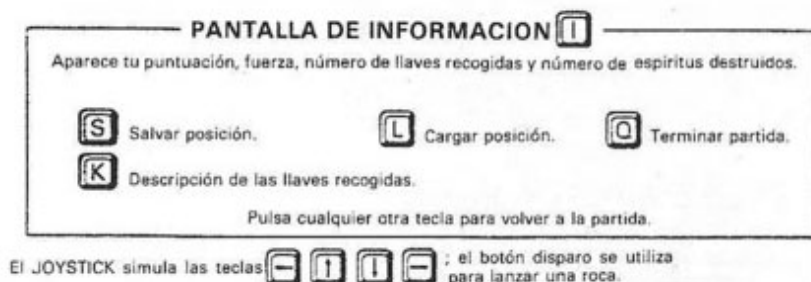 PANTALLA DE INFORMACION I
Aparece tu puntuación, fuerza, número de llaves recogidas y número de espiritus destruidos.
S Salvar posición. L Cargar posición. Q Terminar partida.
K Descripción de las llaves recogidas.
Pulsa cualquier otra tecla para volver a la partida.
El JOYSTICK simula las teclas ← ↑ ↓ → ; el botón disparo se utiliza
para lanzar una roca.